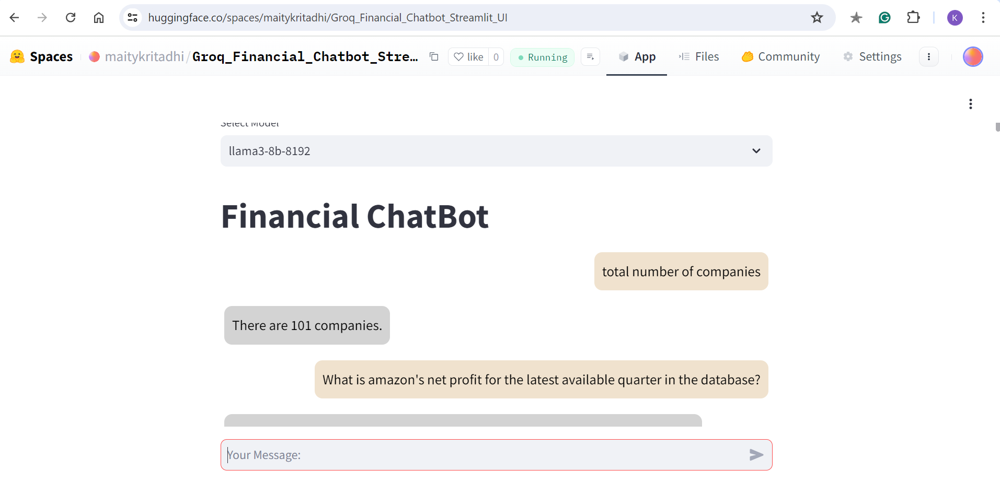 huggingface.co/spaces/maitykritadhi/Groq_Financial_Chatbot_Streamlit_UI
K
Spaces maitykritadhi/Groq_Financial_Chatbot_Stre... like 0 Running App Files Community Settings
Select Model
llama3-8b-8192
Financial ChatBot
total number of companies
There are 101 companies.
What is amazon's net profit for the latest available quarter in the database?
Your Message: